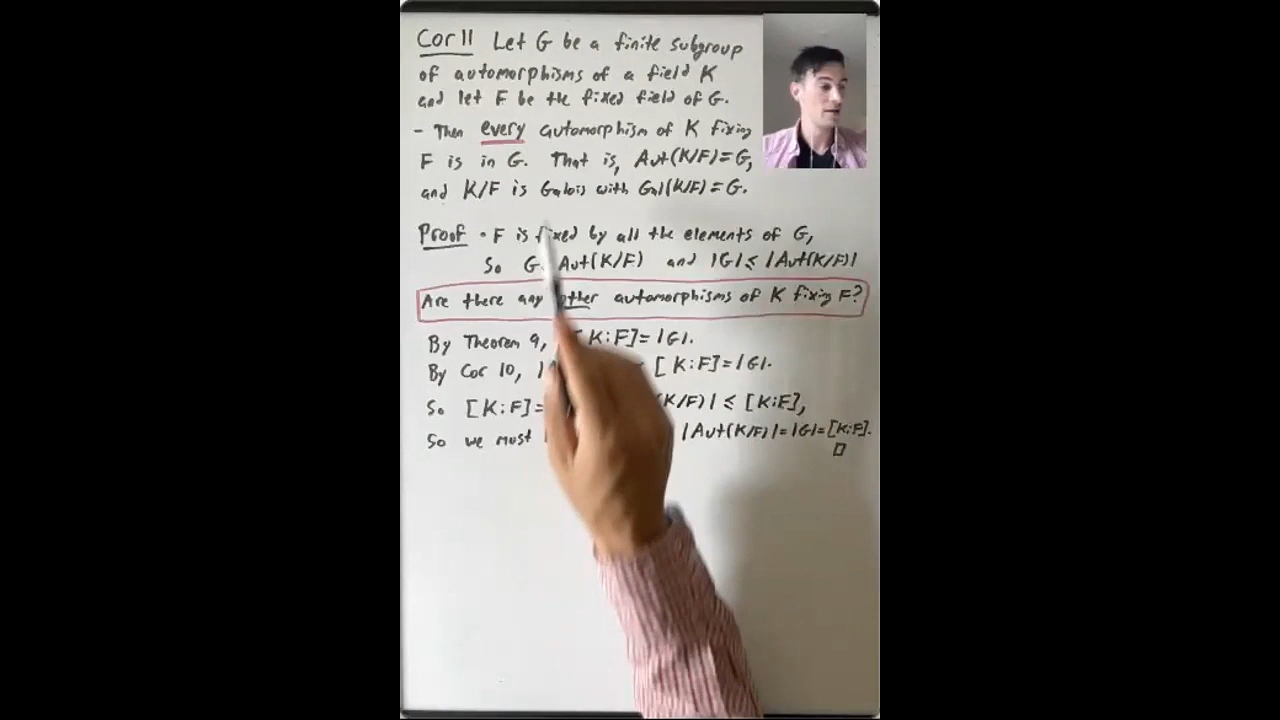 Cor 11 Let G be a finite subgroup
of automorphisms of a field K
and let F be the fixed field of G.
- Then every automorphism of K fixing
F is in G. That is, Aut(K/F)=G,
and K/F is Galois with Gal(K/F)=G.
Proof • F is fixed by all the elements of G,
So G Aut(K/F) and |G|≤|Aut(K/F)|
Are there any other automorphisms of K fixing F?
By Theorem 9, [K:F]=|G|.
By Cor 10, | [K:F]=|G|.
So [K:F]= (K/F)|≤[K:F],
So we must |Aut(K/F)|=|G|=[K:F].
□